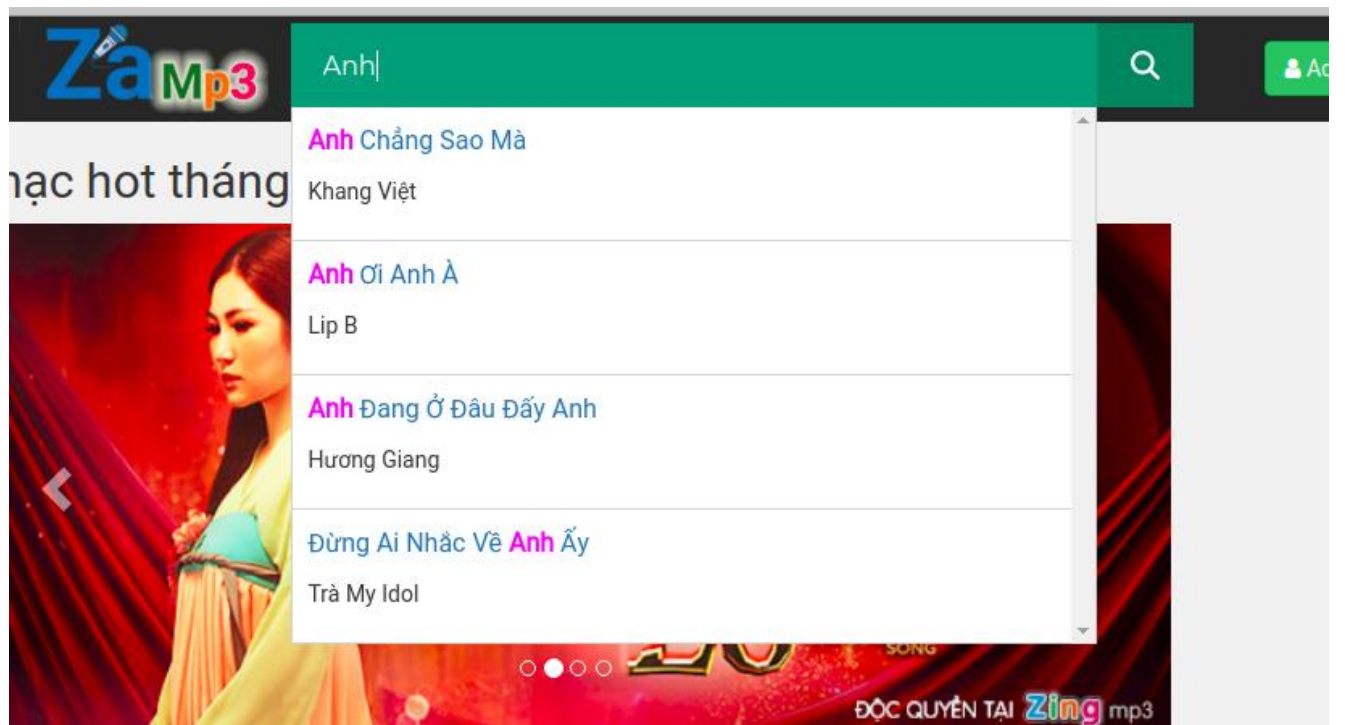 Za Mp3
Anh
Ad
nạc hot tháng
Anh Chẳng Sao Mà
Khang Việt
Anh Ơi Anh À
Lip B
Anh Đang Ở Đâu Đấy Anh
Hương Giang
Đừng Ai Nhắc Về Anh Ấy
Trà My Idol
SONG
ĐỘC QUYỀN TẠI Zing mp3